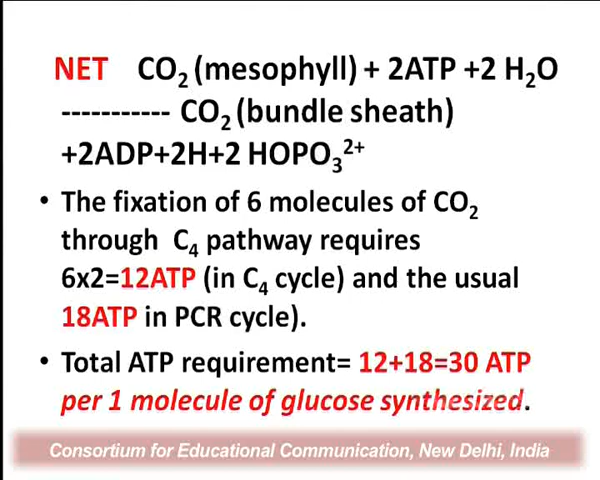 NET CO₂ (mesophyll) + 2ATP +2 H₂O
----------- CO₂ (bundle sheath)
+2ADP+2H+2 HOPO₃²⁺
• The fixation of 6 molecules of CO₂
through C₄ pathway requires
6x2=12ATP (in C₄ cycle) and the usual
18ATP in PCR cycle).
• Total ATP requirement= 12+18=30 ATP
per 1 molecule of glucose synthesized.
Consortium for Educational Communication, New Delhi, India